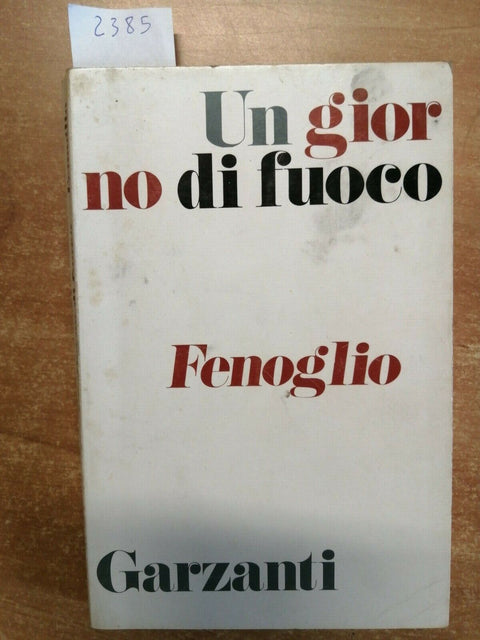 2385
Un gior
no di fuoco
Fenoglio
Garzanti